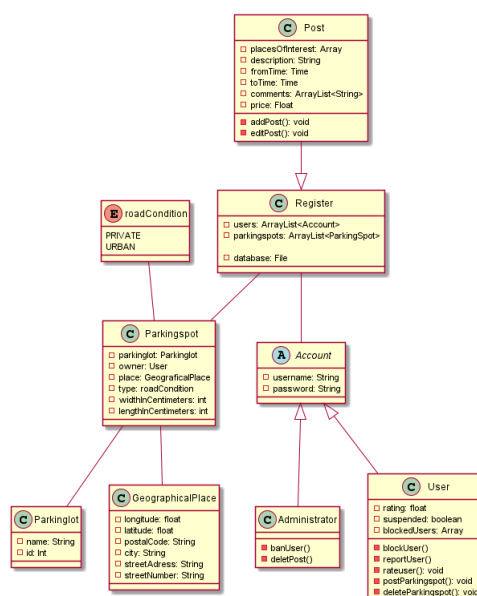 C Post
placesOfInterest: Array
description: String
fromTime: Time
toTime: Time
comments: ArrayList<String>
price: Float
addPost(): void
editPost(): void
E roadCondition
PRIVATE
URBAN
C Register
users: ArrayList<Account>
parkingspots: ArrayList<ParkingSpot>
database: File
C Parkingspot
parkinglot: Parkinglot
owner: User
place: GeograficalPlace
type: roadCondition
widthInCentimeters: int
lengthInCentimeters: int
A Account
username: String
password: String
C Parkinglot
name: String
id: Int
C GeographicalPlace
longitude: float
latitude: float
postalCode: String
city: String
streetAdress: String
streetNumber: String
C Administrator
banUser()
deletPost()
C User
rating: float
suspended: boolean
blockedUsers: Array
blockUser()
reportUser()
rateuser(): void
postParkingspot(): void
deleteParkingspot(): void